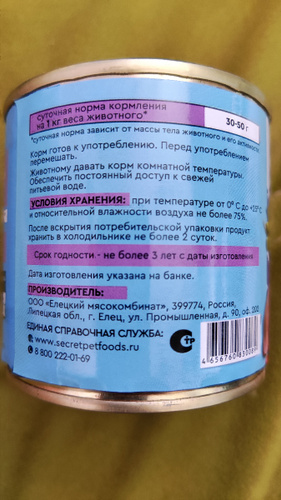 суточная норма кормления
на 1 кг веса животного*
30-50 г
*суточная норма зависит от массы тела животного и его активности
Корм готов к употреблению. Перед употреблением
перемешать.
Животному давать корм комнатной температуры.
Обеспечить постоянный доступ к свежей
питьевой воде.
УСЛОВИЯ ХРАНЕНИЯ: при температуре от 0° С до
и относительной влажности воздуха не более 75%.
После вскрытия потребительской упаковки продукт
хранить в холодильнике не более 2 суток.
Срок годности - не более 3 лет с даты изготовления
Дата изготовления указана на банке.
ПРОИЗВОДИТЕЛЬ:
ООО «Елецкий мясокомбинат», 399774, Россия,
Липецкая обл., г. Елец, ул. Промышленная, д. 90, оф.
ЕДИНАЯ СПРАВОЧНАЯ СЛУЖБА:
www.secretpetfoods.ru
8 800 222-01-69